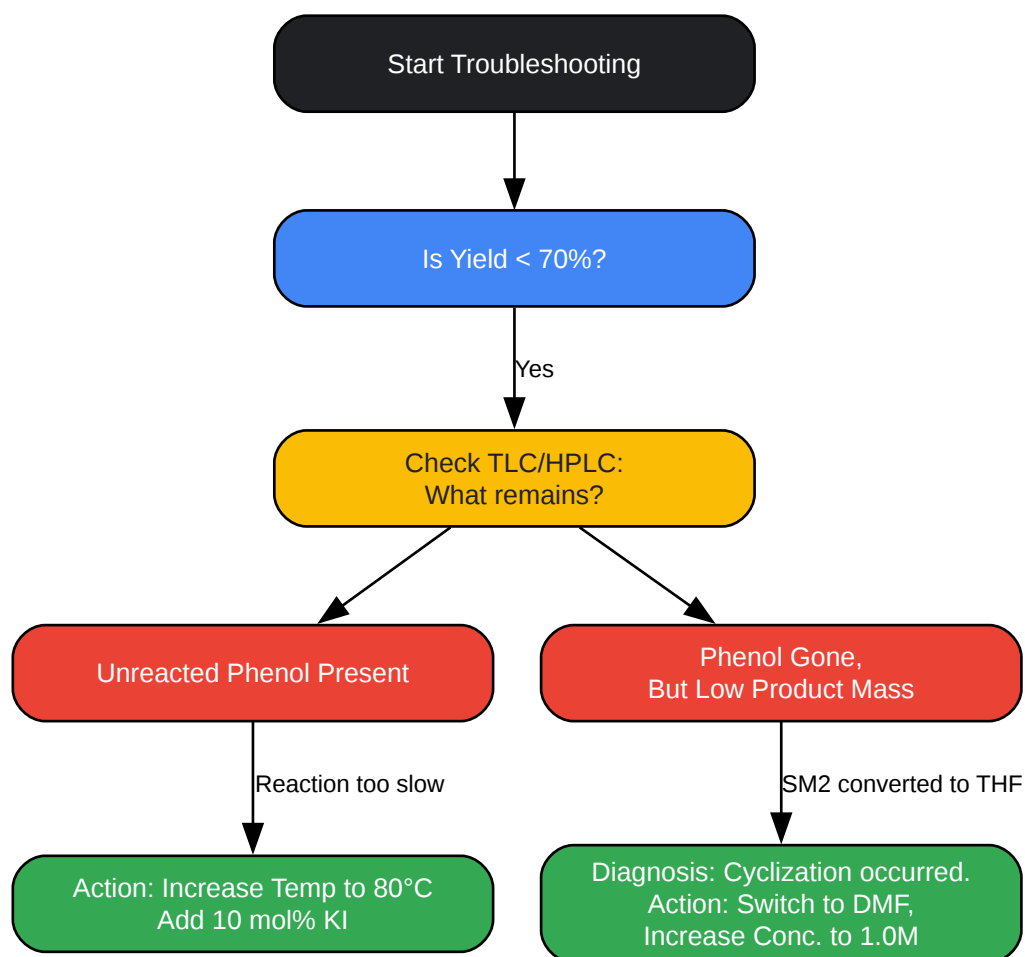 Start Troubleshooting
Is Yield < 70%?
Yes
Check TLC/HPLC:
What remains?
Unreacted Phenol Present
Phenol Gone,
But Low Product Mass
Reaction too slow
SM2 converted to THF
Action: Increase Temp to 80°C
Add 10 mol% KI
Diagnosis: Cyclization occurred.
Action: Switch to DMF,
Increase Conc. to 1.0M